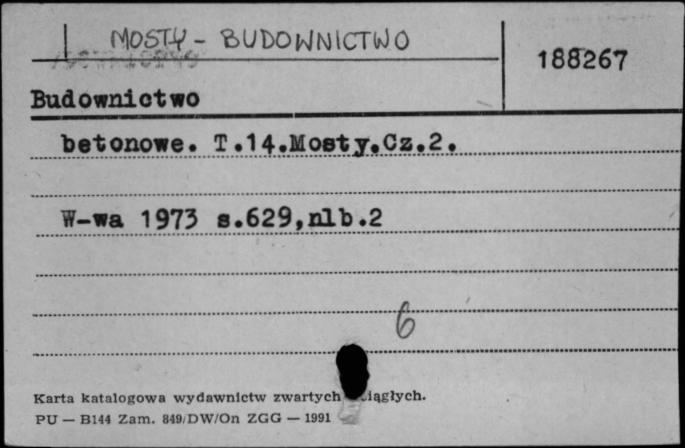 MOSTY - BUDOWNICTWO
188267
Budownictwo
betonowe. T.14.Mosty.Cz.2.
W-wa 1973 s.629,nlb.2
6
Karta katalogowa wydawnictw zwartych iągłych.
PU — B144 Zam. 849/DW/On ZGG — 1991